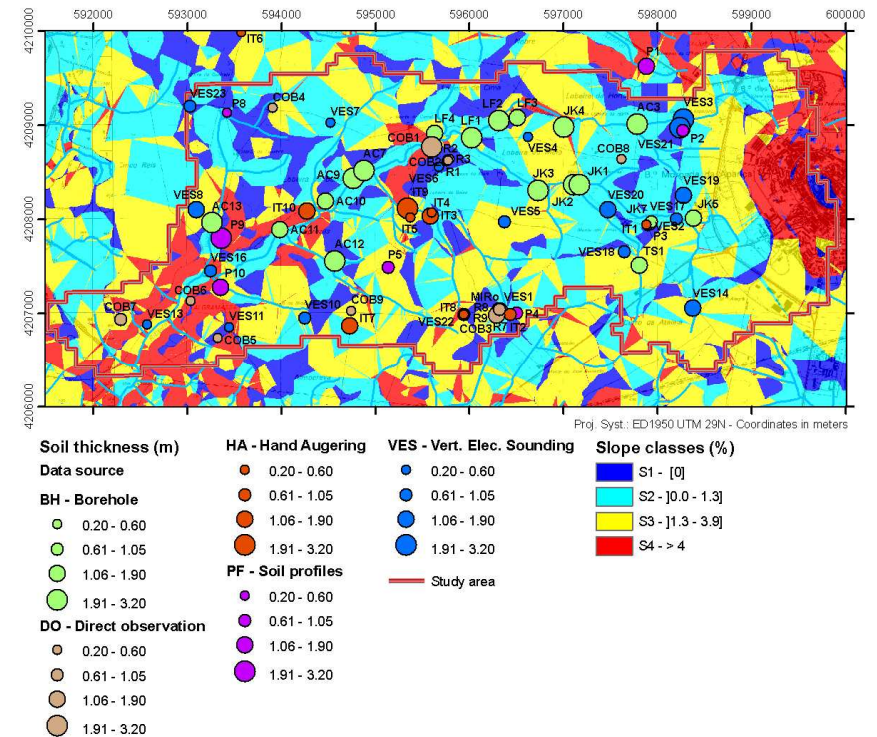 592000 593000 594000 595000 596000 597000 598000 599000 600000
4210000
4209000
4208000
4207000
4206000
IT6
P1
VES23
P8
COB4
VES7
LF4
LF1
LF2
LF3
VES4
JK4
AC3
VES3
P2
VES21
COB1
R2
R3
R1
VES6
COB8
AC7
AC9
AC10
JK3
JK2
JK1
VES8
AC13
P9
IT10
AC11
IT9
IT4
IT3
IT5
VES5
VES20
VES19
VES17
JK7
JK5
VES2
IT1
P3
VES18
TS1
VES16
P10
AC12
P5
COB6
COB7
VES13
VES11
COB5
VES10
COB9
IT7
MIRo
VES1
IT8
R9
P4
VES22
COB3
R7
IT2
VES14
Proj. Syst.: ED1950 UTM 29N - Coordinates in meters
Soil thickness (m)
Data source
BH - Borehole
0.20 - 0.60
0.61 - 1.05
1.06 - 1.90
1.91 - 3.20
DO - Direct observation
0.20 - 0.60
0.61 - 1.05
1.06 - 1.90
1.91 - 3.20
HA - Hand Augering
0.20 - 0.60
0.61 - 1.05
1.06 - 1.90
1.91 - 3.20
PF - Soil profiles
0.20 - 0.60
0.61 - 1.05
1.06 - 1.90
1.91 - 3.20
VES - Vert. Elec. Sounding
0.20 - 0.60
0.61 - 1.05
1.06 - 1.90
1.91 - 3.20
Study area
Slope classes (%)
S1 - [0]
S2 - ]0.0 - 1.3]
S3 - ]1.3 - 3.9]
S4 - > 4